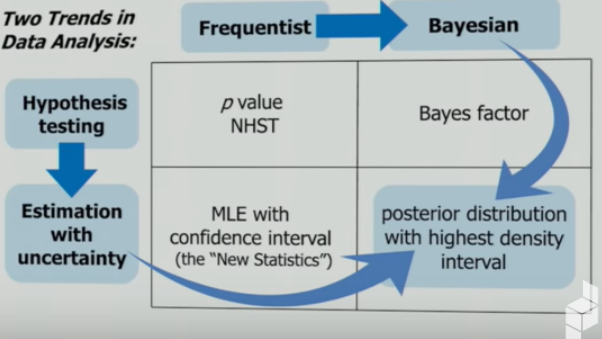 Two Trends in
Data Analysis:
Frequentist
Bayesian
Hypothesis
testing
p value
NHST
Bayes factor
Estimation
with
uncertainty
MLE with
confidence interval
(the “New Statistics”)
posterior distribution
with highest density
interval